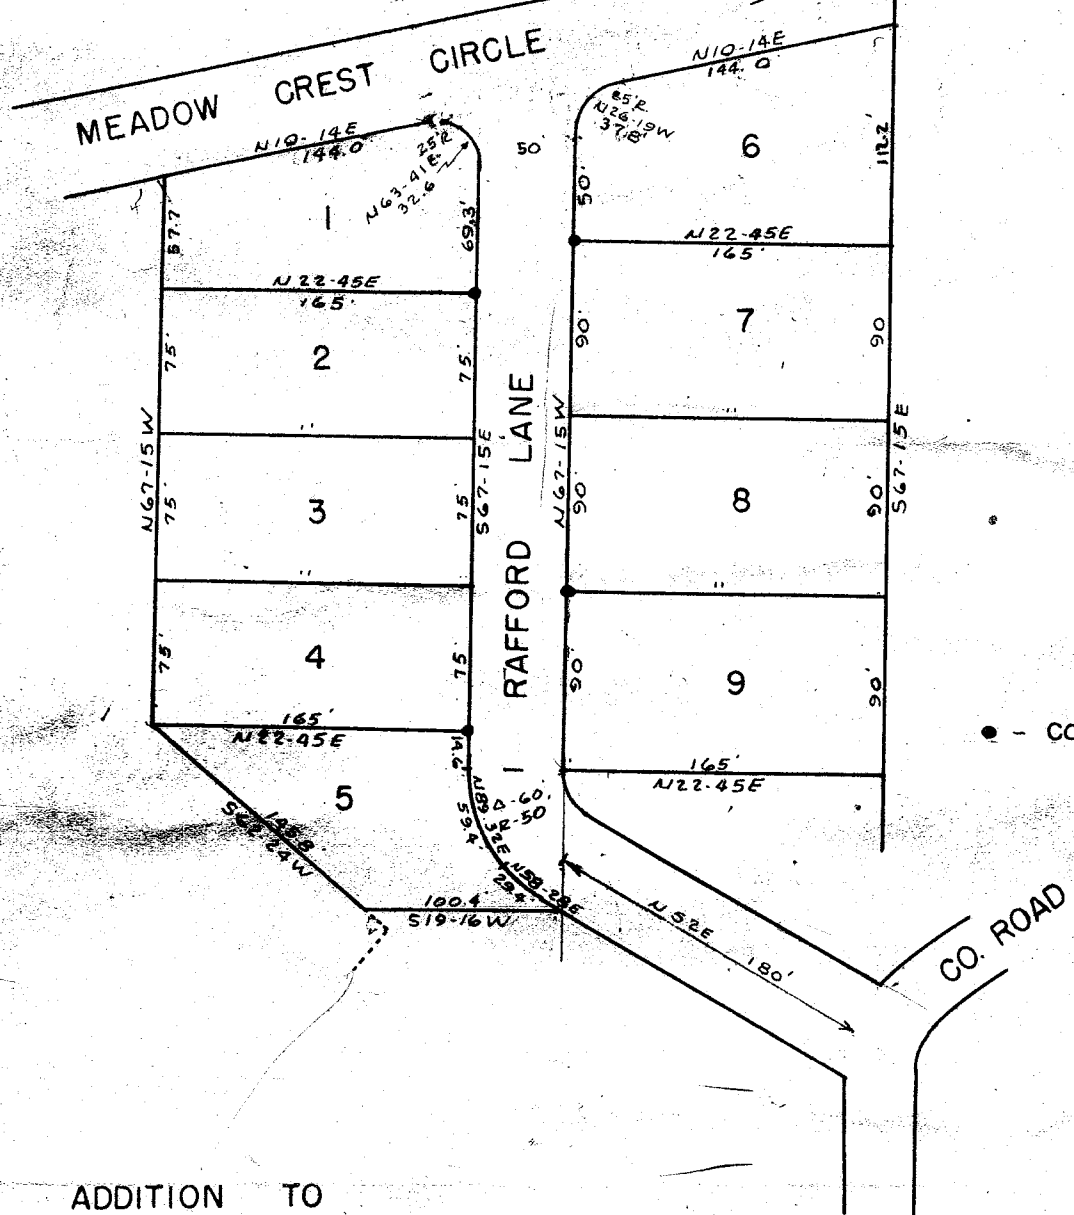 MEADOW CREST CIRCLE
N10-14E
144.0
25'R
N63-41E
32.6
1
57.7'
69.3'
N22-45E
165'
50'
N10-14E
144.0
25'R
N26-19W
37.8'
6
50'
112.2'
N22-45E
165'
2
75'
75'
"
7
90'
90
"
N67-15W
S67-15E
RAFFORD LANE
N67-15W
S67-15E
3
75'
75'
"
8
90'
90'
"
4
75'
75'
165'
N22-45E
9
90'
90'
165'
N22-45E
5
14.6'
N89-32E
59.4'
Δ-60'
R-50
N58-28E
29.4'
145.8'
S62-24W
100.4'
S19-16W
N 52E
180'
CO. ROAD
● - CO
ADDITION TO